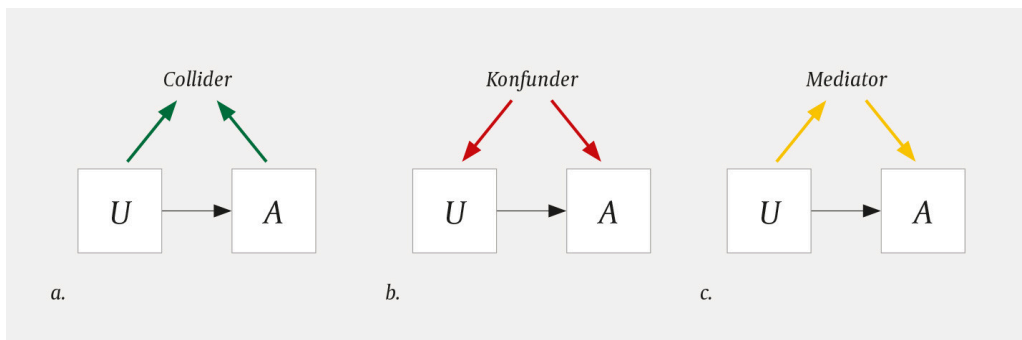 Collider
Konfunder
Mediator
U
A
U
A
U
A
a.
b.
c.